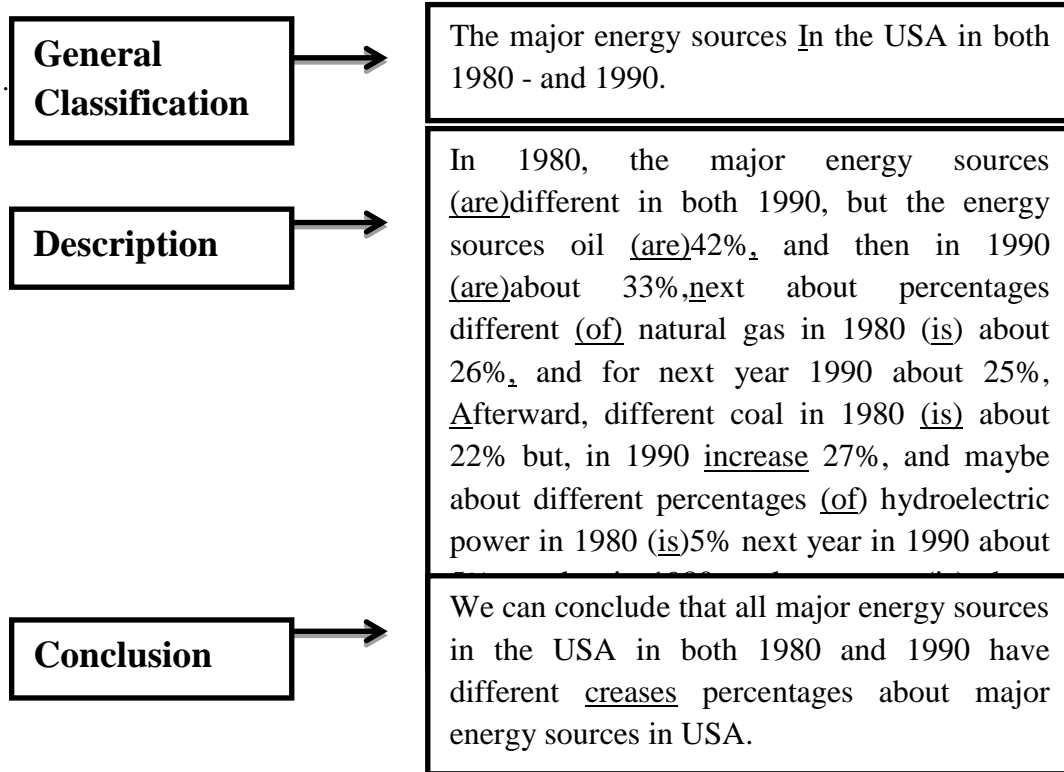 General
Classification
The major energy sources In the USA in both
1980 - and 1990.
.
Description
In 1980, the major energy sources
(are)different in both 1990, but the energy
sources oil (are)42%, and then in 1990
(are)about 33%,next about percentages
different (of) natural gas in 1980 (is) about
26%, and for next year 1990 about 25%,
Afterward, different coal in 1980 (is) about
22% but, in 1990 increase 27%, and maybe
about different percentages (of) hydroelectric
power in 1980 (is)5% next year in 1990 about
Conclusion
We can conclude that all major energy sources
in the USA in both 1980 and 1990 have
different creases percentages about major
energy sources in USA.